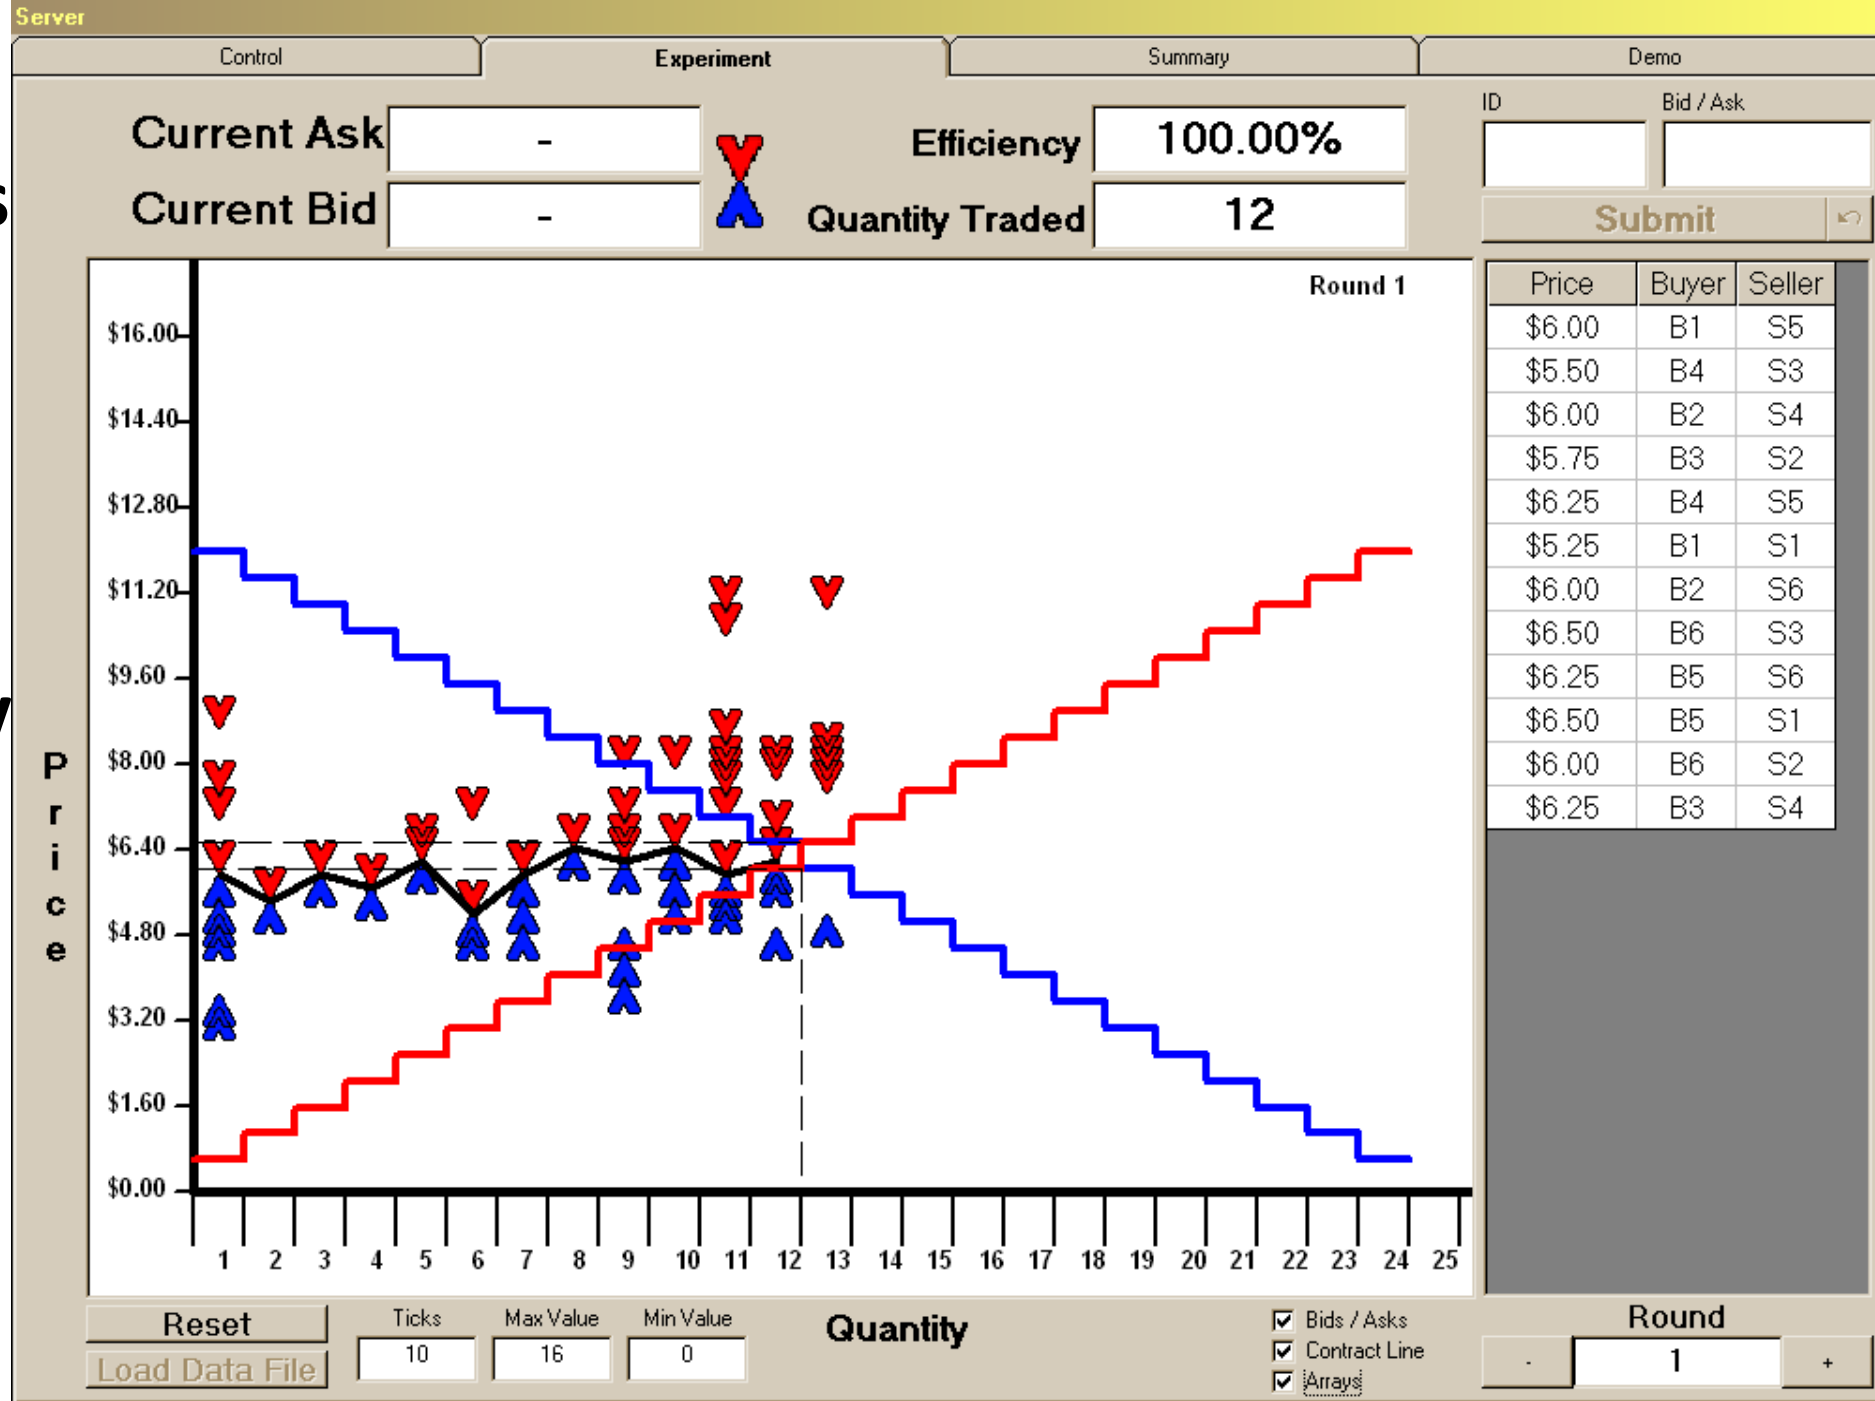 Server
Control Experiment Summary Demo
ID Bid / Ask
Current Ask - Efficiency 100.00%
Current Bid - Quantity Traded 12
Submit
s
y
Round 1
$16.00
$14.40
$12.80
$11.20
$9.60
$8.00
$6.40
$4.80
$3.20
$1.60
$0.00
Price
1 2 3 4 5 6 7 8 9 10 11 12 13 14 15 16 17 18 19 20 21 22 23 24 25
Quantity
Price Buyer Seller
$6.00 B1 S5
$5.50 B4 S3
$6.00 B2 S4
$5.75 B3 S2
$6.25 B4 S5
$5.25 B1 S1
$6.00 B2 S6
$6.50 B6 S3
$6.25 B5 S6
$6.50 B5 S1
$6.00 B6 S2
$6.25 B3 S4
Reset
Load Data File
Ticks Max Value Min Value
10 16 0
Bids / Asks
Contract Line
Arrays
Round
- 1 +